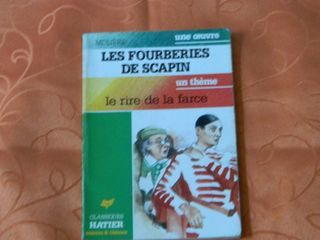 MOLIÈRE
une œuvre
LES FOURBERIES
DE SCAPIN
un thème
le rire de la farce
CLASSIQUES
HATIER